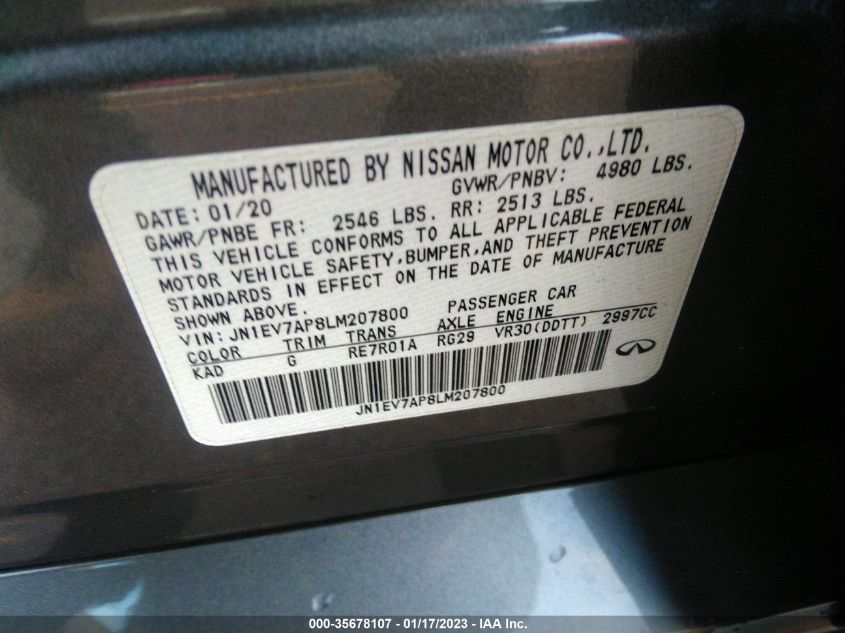 MANUFACTURED BY NISSAN MOTOR CO.,LTD.
DATE: 01/20 GVWR/PNBV: 4980 LBS.
GAWR/PNBE FR: 2546 LBS. RR: 2513 LBS.
THIS VEHICLE CONFORMS TO ALL APPLICABLE FEDERAL
MOTOR VEHICLE SAFETY,BUMPER,AND THEFT PREVENTION
STANDARDS IN EFFECT ON THE DATE OF MANUFACTURE
SHOWN ABOVE.
VIN: JN1EV7AP8LM207800 PASSENGER CAR
COLOR TRIM TRANS AXLE ENGINE
KAD G RE7R01A RG29 VR30(DDTT) 2997CC
JN1EV7AP8LM207800
000-35678107 - 01/17/2023 - IAA Inc.